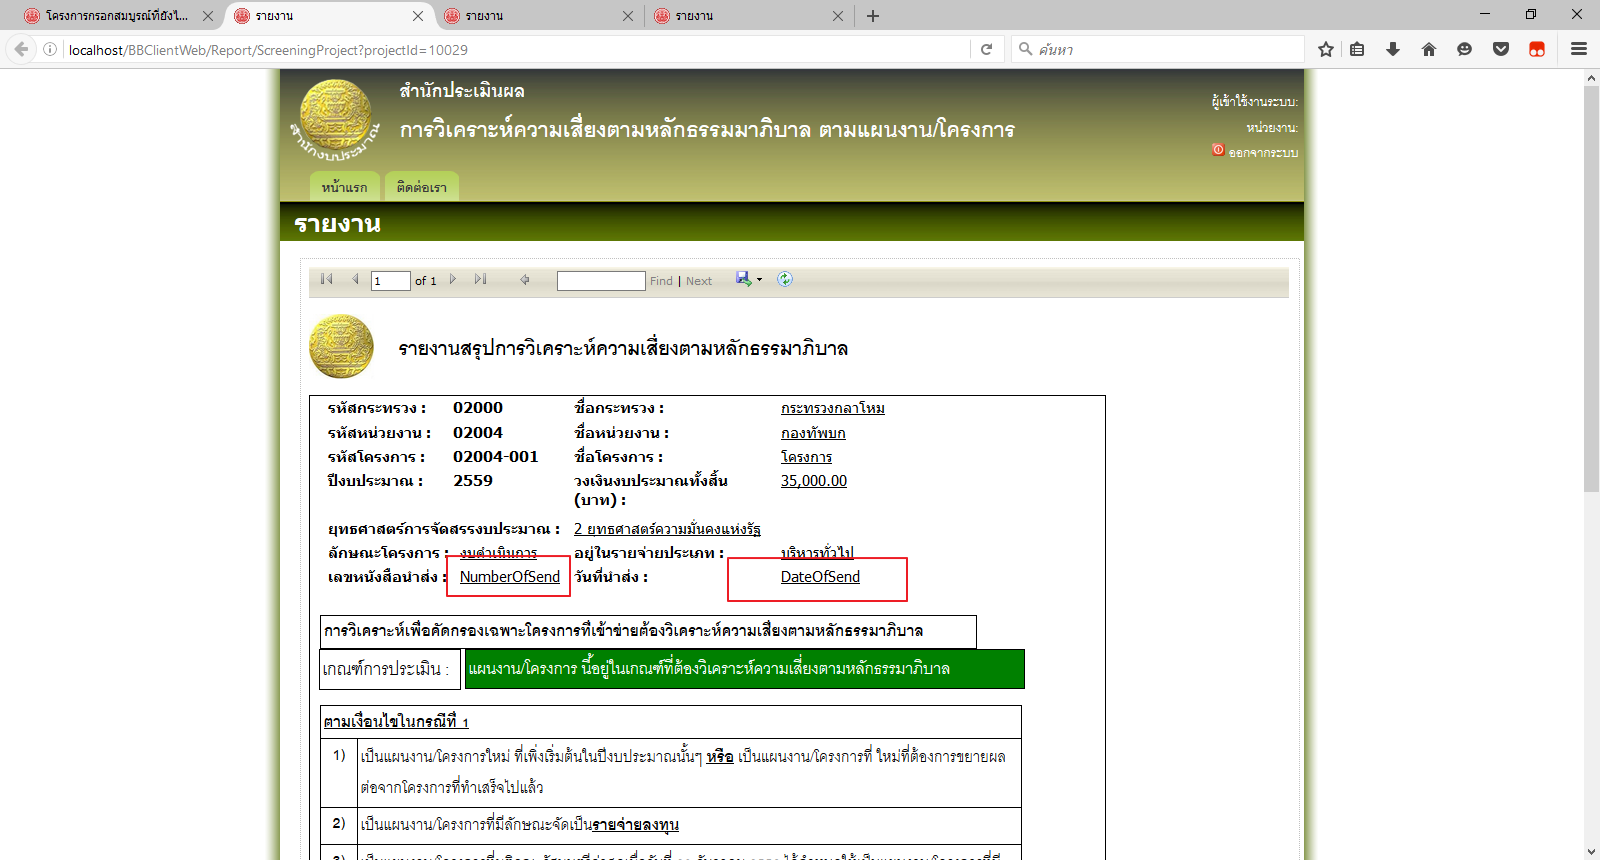 โครงการกรอกสมบูรณ์ที่ยังไ...
รายงาน
รายงาน
รายงาน
localhost/BBClientWeb/Report/ScreeningProject?projectId=10029
ค้นหา
สำนักงบประมาณ
สำนักประเมินผล
การวิเคราะห์ความเสี่ยงตามหลักธรรมมาภิบาล ตามแผนงาน/โครงการ
ผู้เข้าใช้งานระบบ:
หน่วยงาน:
ออกจากระบบ
หน้าแรก ติดต่อเรา
รายงาน
1 of 1 Find | Next
รายงานสรุปการวิเคราะห์ความเสี่ยงตามหลักธรรมาภิบาล
รหัสกระทรวง : 02000 ชื่อกระทรวง : กระทรวงกลาโหม
รหัสหน่วยงาน : 02004 ชื่อหน่วยงาน : กองทัพบก
รหัสโครงการ : 02004-001 ชื่อโครงการ : โครงการ
ปีงบประมาณ : 2559 วงเงินงบประมาณทั้งสิ้น (บาท) : 35,000.00
ยุทธศาสตร์การจัดสรรงบประมาณ : 2 ยุทธศาสตร์ความมั่นคงแห่งรัฐ
ลักษณะโครงการ : งบดำเนินการ อยู่ในรายจ่ายประเภท : บริหารทั่วไป
เลขหนังสือนำส่ง : NumberOfSend วันที่นำส่ง : DateOfSend
การวิเคราะห์เพื่อคัดกรองเฉพาะโครงการที่เข้าข่ายต้องวิเคราะห์ความเสี่ยงตามหลักธรรมาภิบาล
เกณฑ์การประเมิน : แผนงาน/โครงการ นี้อยู่ในเกณฑ์ที่ต้องวิเคราะห์ความเสี่ยงตามหลักธรรมาภิบาล
ตามเงื่อนไขในกรณีที่ 1
1) เป็นแผนงาน/โครงการใหม่ ที่เพิ่งเริ่มต้นในปีงบประมาณนั้นๆ หรือ เป็นแผนงาน/โครงการที่ ใหม่ที่ต้องการขยายผล
ต่อจากโครงการที่ทำเสร็จไปแล้ว
2) เป็นแผนงาน/โครงการที่มีลักษณะจัดเป็นรายจ่ายลงทุน